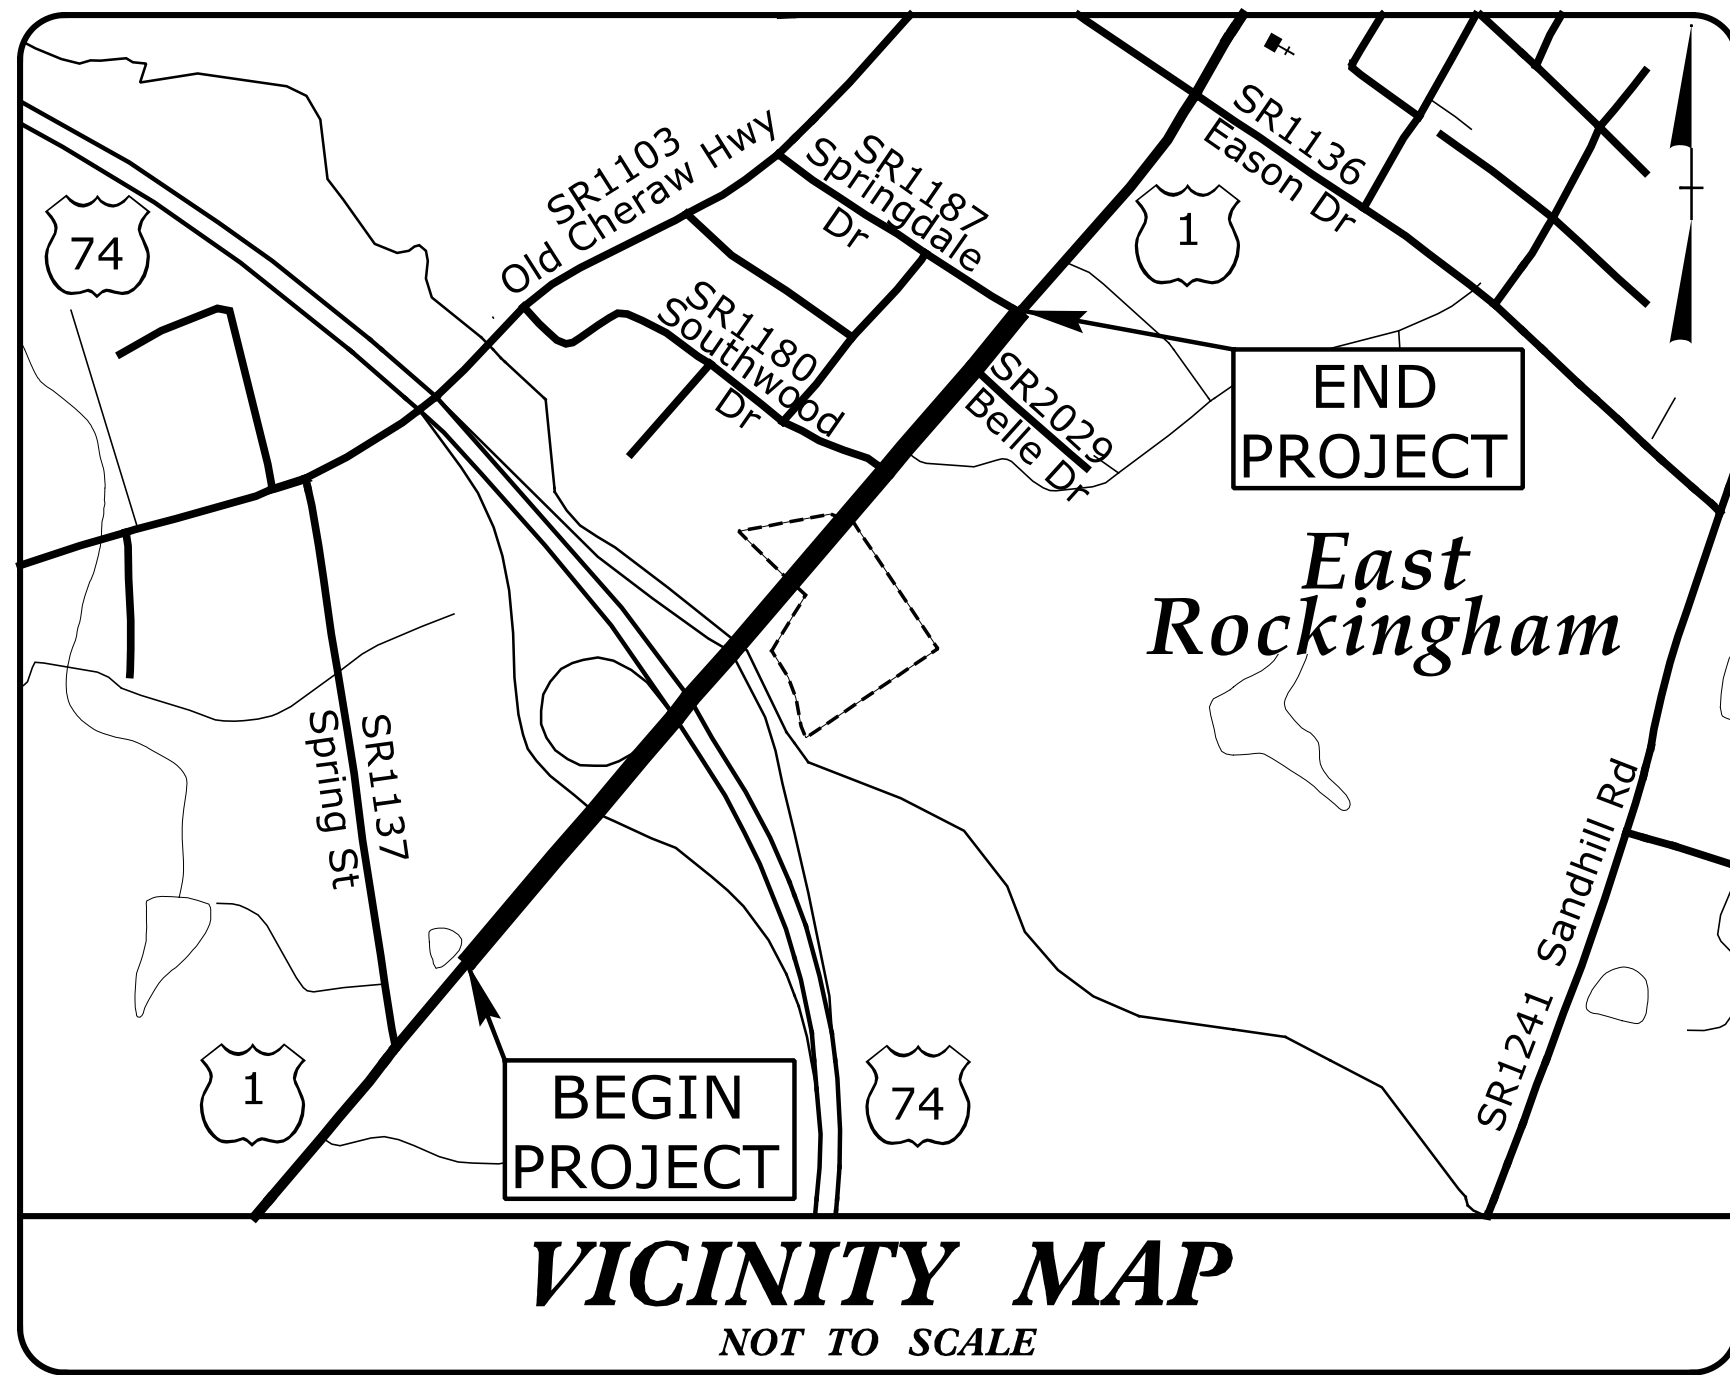 SR1103
Old Cheraw Hwy
SR1187
Springdale
Dr
SR1136
Eason Dr
74
1
SR1180
Southwood
Dr
SR2029
Belle Dr
END
PROJECT
East
Rockingham
SR1137
Spring St
SR1241 Sandhill Rd
1
BEGIN
PROJECT
74
VICINITY MAP
NOT TO SCALE